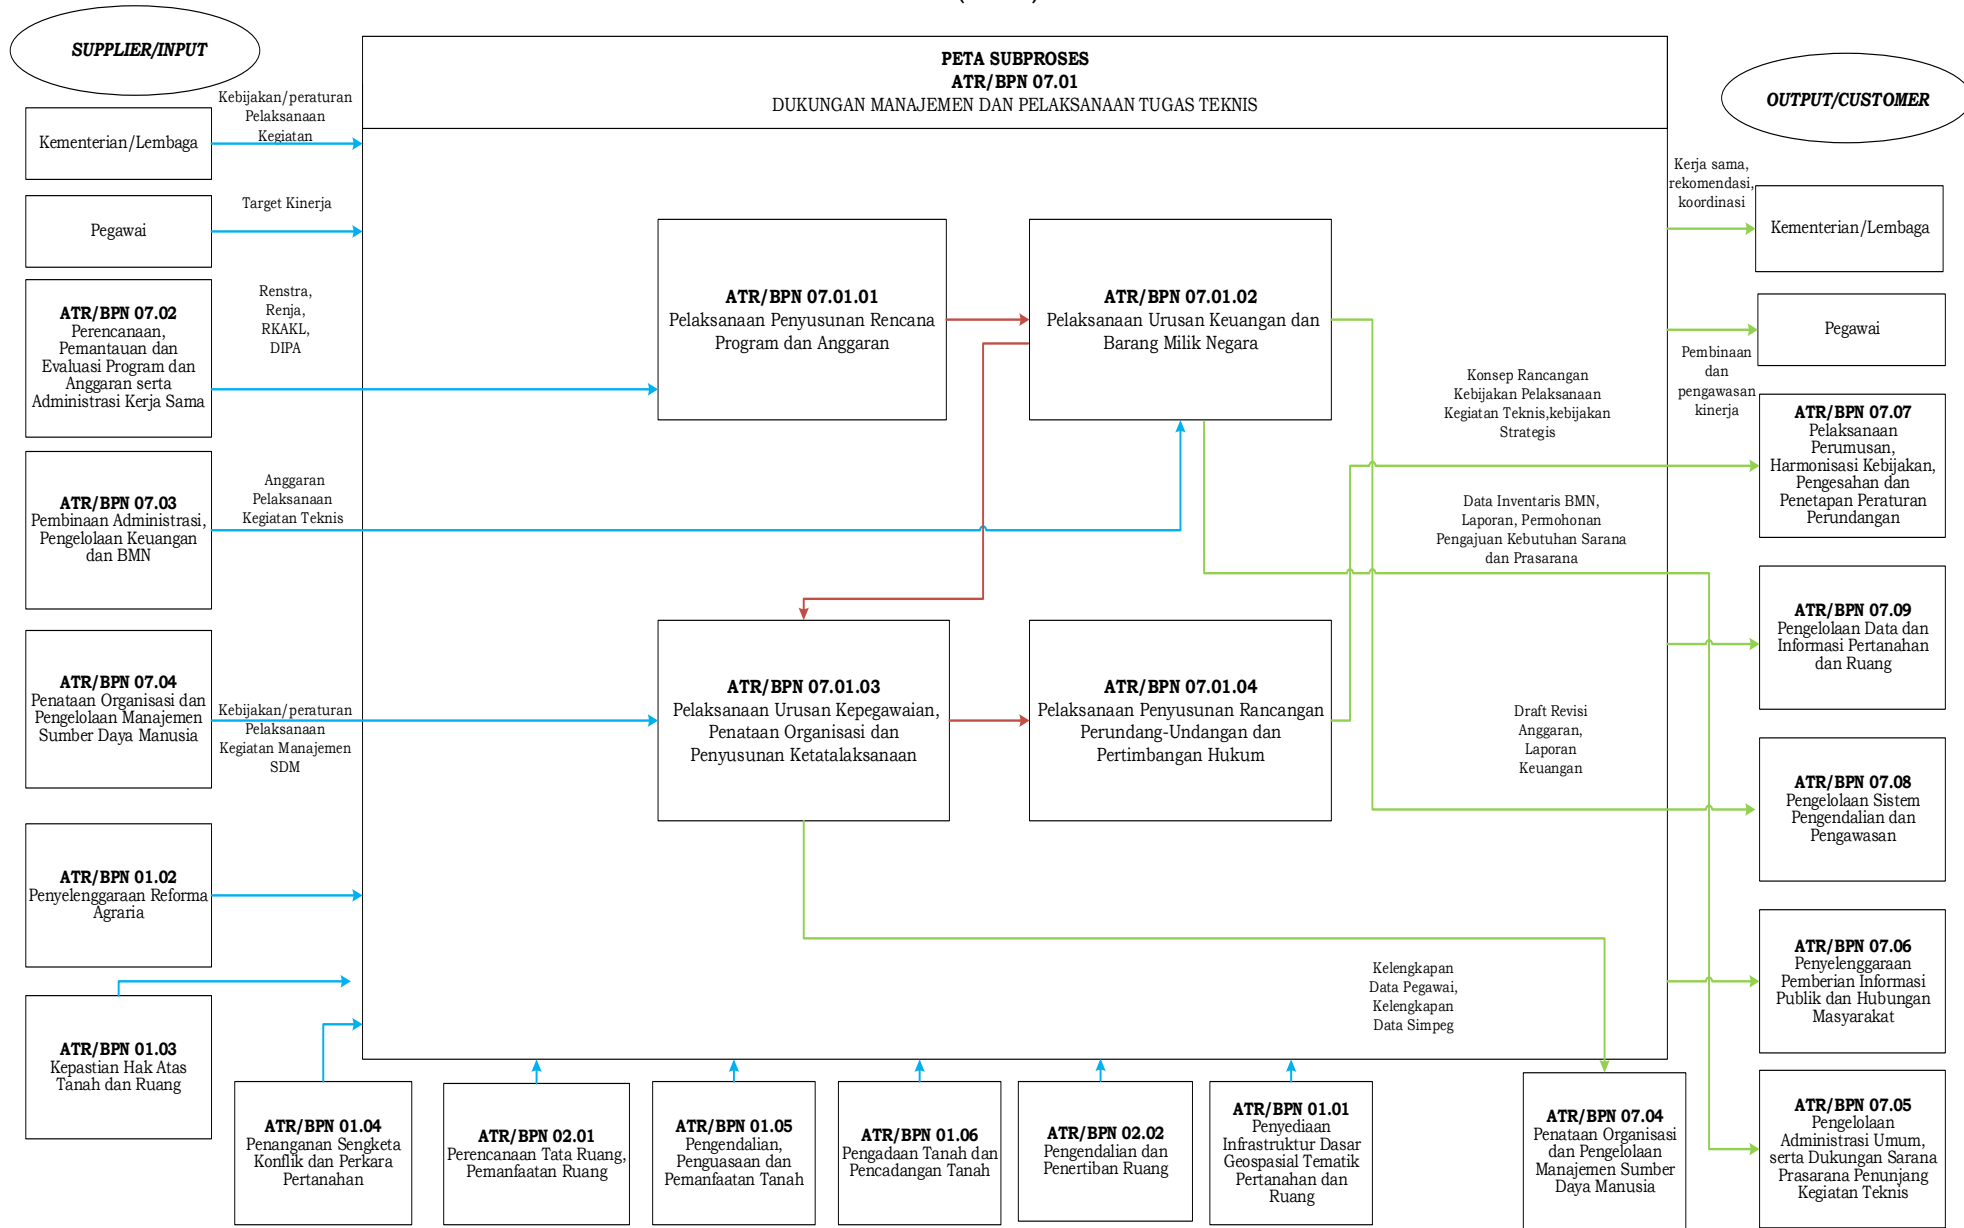 SUPPLIER/INPUT
PETA SUBPROSES
ATR/BPN 07.01
DUKUNGAN MANAJEMEN DAN PELAKSANAAN TUGAS TEKNIS
OUTPUT/CUSTOMER
Kementerian/Lembaga
Kebijakan/peraturan
Pelaksanaan
Kegiatan
Pegawai
Target Kinerja
ATR/BPN 07.02
Perencanaan,
Pemantauan dan
Evaluasi Program dan
Anggaran serta
Administrasi Kerja Sama
Renstra,
Renja,
RKAKL,
DIPA
ATR/BPN 07.03
Pembinaan Administrasi,
Pengelolaan Keuangan
dan BMN
Anggaran
Pelaksanaan
Kegiatan Teknis
ATR/BPN 07.04
Penataan Organisasi dan
Pengelolaan Manajemen
Sumber Daya Manusia
Kebijakan/peraturan
Pelaksanaan
Kegiatan Manajemen
SDM
ATR/BPN 01.02
Penyelenggaraan Reforma
Agraria
ATR/BPN 01.03
Kepastian Hak Atas
Tanah dan Ruang
ATR/BPN 07.01.01
Pelaksanaan Penyusunan Rencana
Program dan Anggaran
ATR/BPN 07.01.02
Pelaksanaan Urusan Keuangan dan
Barang Milik Negara
ATR/BPN 07.01.03
Pelaksanaan Urusan Kepegawaian,
Penataan Organisasi dan
Penyusunan Ketatalaksanaan
ATR/BPN 07.01.04
Pelaksanaan Penyusunan Rancangan
Perundang-Undangan dan
Pertimbangan Hukum
Konsep Rancangan
Kebijakan Pelaksanaan
Kegiatan Teknis,kebijakan
Strategis
Data Inventaris BMN,
Laporan, Permohonan
Pengajuan Kebutuhan Sarana
dan Prasarana
Draft Revisi
Anggaran,
Laporan
Keuangan
Kelengkapan
Data Pegawai,
Kelengkapan
Data Simpeg
Kerja sama,
rekomendasi,
koordinasi
Kementerian/Lembaga
Pegawai
Pembinaan
dan
pengawasan
kinerja
ATR/BPN 07.07
Pelaksanaan
Perumusan,
Harmonisasi Kebijakan,
Pengesahan dan
Penetapan Peraturan
Perundangan
ATR/BPN 07.09
Pengelolaan Data dan
Informasi Pertanahan
dan Ruang
ATR/BPN 07.08
Pengelolaan Sistem
Pengendalian dan
Pengawasan
ATR/BPN 07.06
Penyelenggaraan
Pemberian Informasi
Publik dan Hubungan
Masyarakat
ATR/BPN 01.04
Penanganan Sengketa
Konflik dan Perkara
Pertanahan
ATR/BPN 02.01
Perencanaan Tata Ruang,
Pemanfaatan Ruang
ATR/BPN 01.05
Pengendalian,
Penguasaan dan
Pemanfaatan Tanah
ATR/BPN 01.06
Pengadaan Tanah dan
Pencadangan Tanah
ATR/BPN 02.02
Pengendalian dan
Penertiban Ruang
ATR/BPN 01.01
Penyediaan
Infrastruktur Dasar
Geospasial Tematik
Pertanahan dan
Ruang
ATR/BPN 07.04
Penataan Organisasi
dan Pengelolaan
Manajemen Sumber
Daya Manusia
ATR/BPN 07.05
Pengelolaan
Administrasi Umum,
serta Dukungan Sarana
Prasarana Penunjang
Kegiatan Teknis